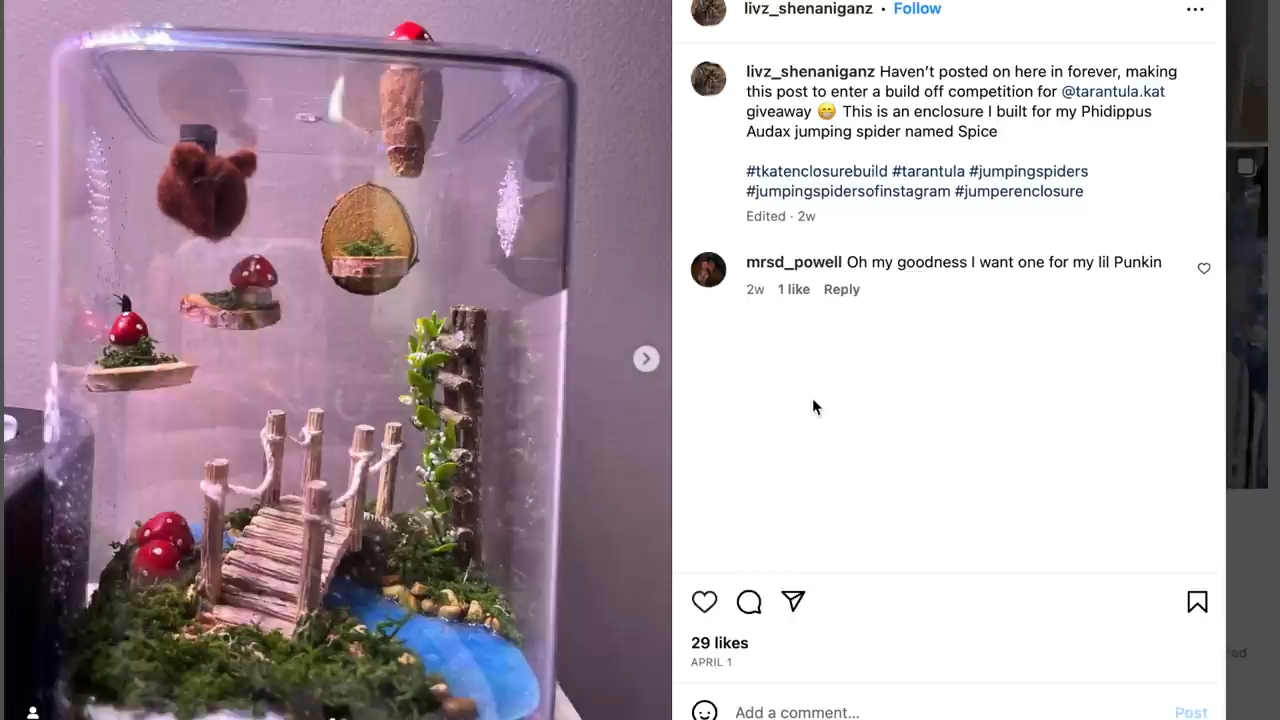 livz_shenaniganz • Follow
livz_shenaniganz Haven’t posted on here in forever, making
this post to enter a build off competition for @tarantula.kat
giveaway 😁 This is an enclosure I built for my Phidippus
Audax jumping spider named Spice
#tkatenclosurebuild #tarantula #jumpingspiders
#jumpingspidersofinstagram #jumperenclosure
Edited · 2w
mrsd_powell Oh my goodness I want one for my lil Punkin
2w 1 like Reply
29 likes
APRIL 1
Add a comment... Post